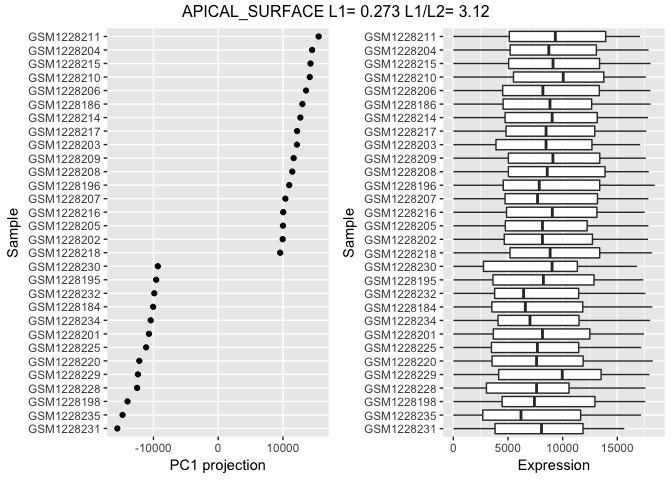 APICAL_SURFACE L1= 0.273 L1/L2= 3.12
Sample
GSM1228211
GSM1228204
GSM1228215
GSM1228210
GSM1228206
GSM1228186
GSM1228214
GSM1228217
GSM1228203
GSM1228209
GSM1228208
GSM1228196
GSM1228207
GSM1228216
GSM1228205
GSM1228202
GSM1228218
GSM1228230
GSM1228195
GSM1228232
GSM1228184
GSM1228234
GSM1228201
GSM1228225
GSM1228220
GSM1228229
GSM1228228
GSM1228198
GSM1228235
GSM1228231
-10000 0 10000
PC1 projection
Sample
GSM1228211
GSM1228204
GSM1228215
GSM1228210
GSM1228206
GSM1228186
GSM1228214
GSM1228217
GSM1228203
GSM1228209
GSM1228208
GSM1228196
GSM1228207
GSM1228216
GSM1228205
GSM1228202
GSM1228218
GSM1228230
GSM1228195
GSM1228232
GSM1228184
GSM1228234
GSM1228201
GSM1228225
GSM1228220
GSM1228229
GSM1228228
GSM1228198
GSM1228235
GSM1228231
0 5000 10000 15000
Expression